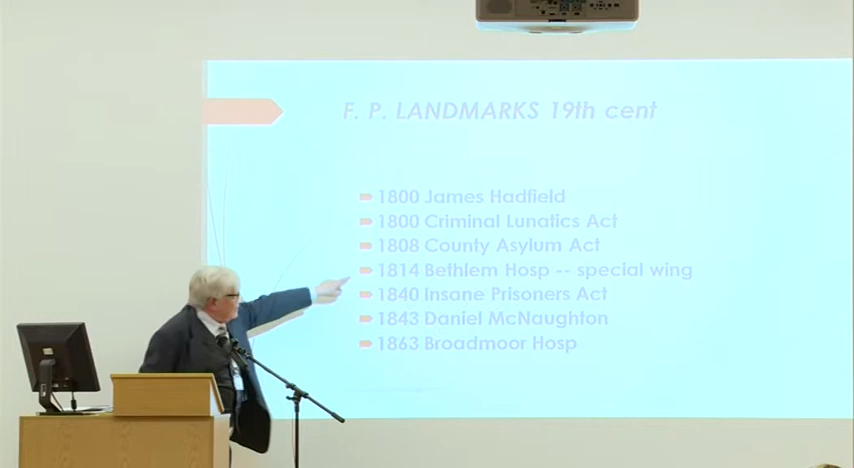 F. P. LANDMARKS 19th cent
1800 James Hadfield
1800 Criminal Lunatics Act
1808 County Asylum Act
1814 Bethlem Hosp -- special wing
1840 Insane Prisoners Act
1843 Daniel McNaughton
1863 Broadmoor Hosp